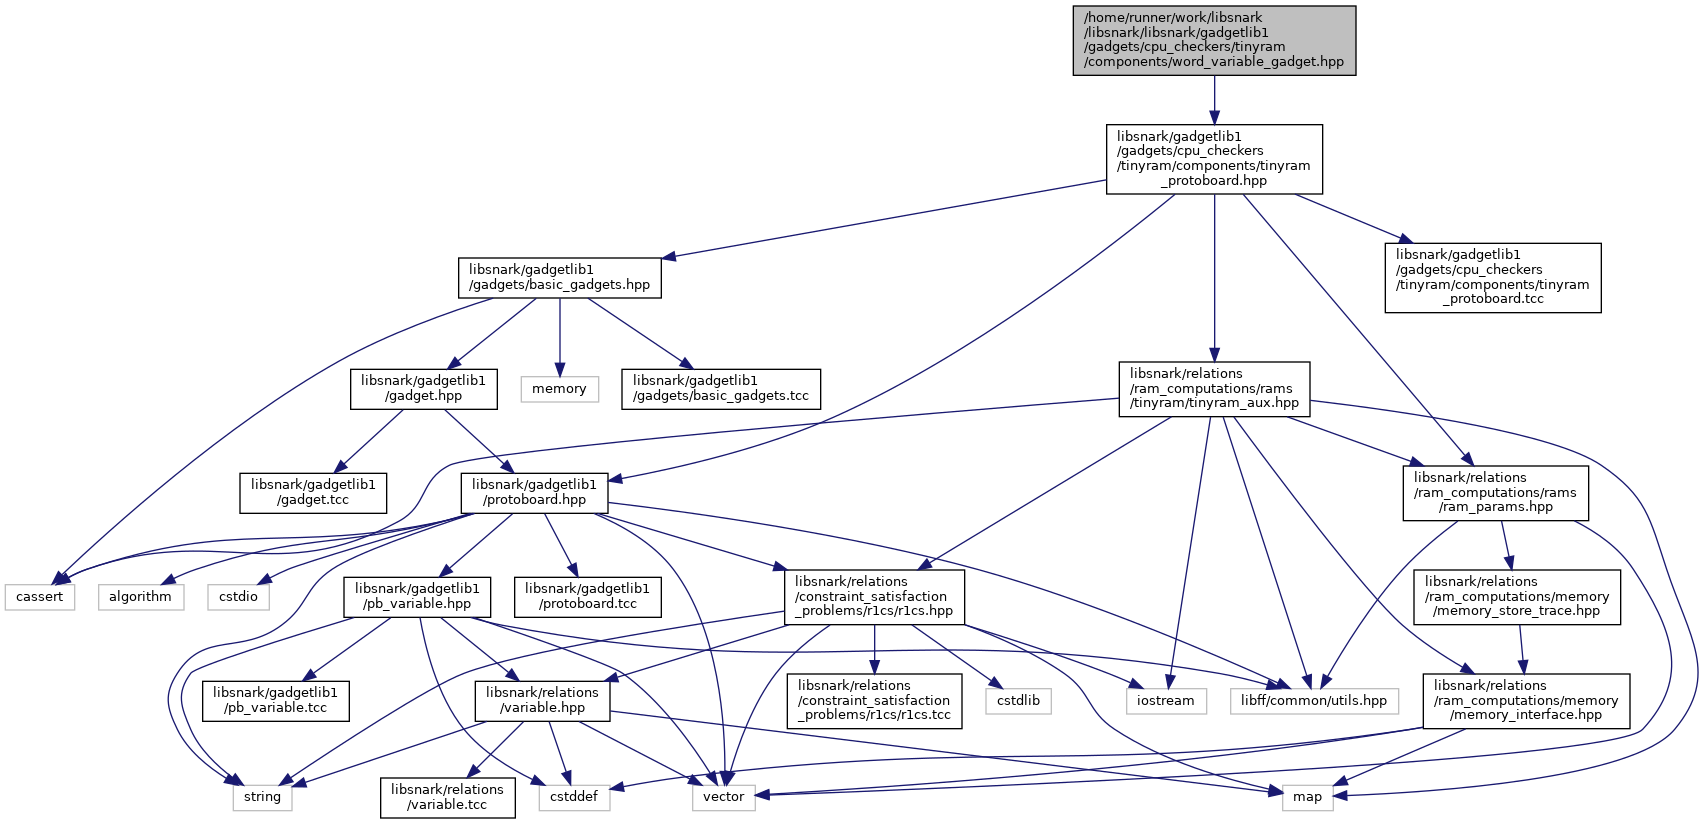 /home/runner/work/libsnark
/libsnark/libsnark/gadgetlib1
/gadgets/cpu_checkers/tinyram
/components/word_variable_gadget.hpp
libsnark/gadgetlib1
/gadgets/cpu_checkers
/tinyram/components/tinyram
_protoboard.hpp
libsnark/gadgetlib1
/gadgets/basic_gadgets.hpp
libsnark/gadgetlib1
/gadgets/cpu_checkers
/tinyram/components/tinyram
_protoboard.tcc
libsnark/gadgetlib1
/gadget.hpp
memory
libsnark/gadgetlib1
/gadgets/basic_gadgets.tcc
libsnark/relations
/ram_computations/rams
/tinyram/tinyram_aux.hpp
libsnark/gadgetlib1
/gadget.tcc
libsnark/gadgetlib1
/protoboard.hpp
libsnark/relations
/ram_computations/rams
/ram_params.hpp
cassert
algorithm
cstdio
libsnark/gadgetlib1
/pb_variable.hpp
libsnark/gadgetlib1
/protoboard.tcc
libsnark/relations
/constraint_satisfaction
_problems/r1cs/r1cs.hpp
libsnark/relations
/ram_computations/memory
/memory_store_trace.hpp
libsnark/gadgetlib1
/pb_variable.tcc
libsnark/relations
/variable.hpp
libsnark/relations
/constraint_satisfaction
_problems/r1cs/r1cs.tcc
cstdlib
iostream
libff/common/utils.hpp
libsnark/relations
/ram_computations/memory
/memory_interface.hpp
string
libsnark/relations
/variable.tcc
cstddef
vector
map